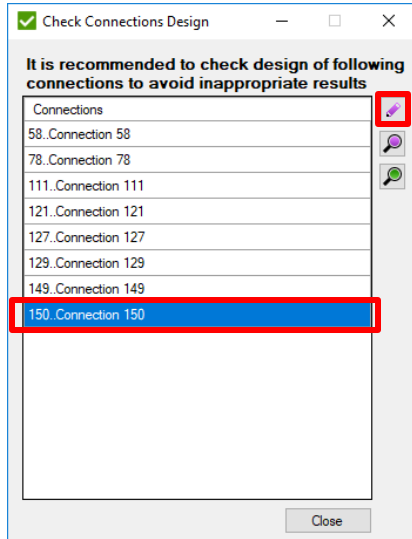 Check Connections Design
It is recommended to check design of following
connections to avoid inappropriate results
Connections
58..Connection 58
78..Connection 78
111..Connection 111
121..Connection 121
127..Connection 127
129..Connection 129
149..Connection 149
150..Connection 150
Close